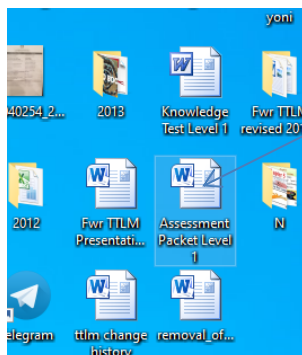 yoni
40254_2...
2013
Knowledge
Test Level 1
Fwr TTLM
revised 20
2012
Fwr TTLM
Presentati...
Assessment
Packet Level
1
N
elegram
ttlm change
history
removal_of...